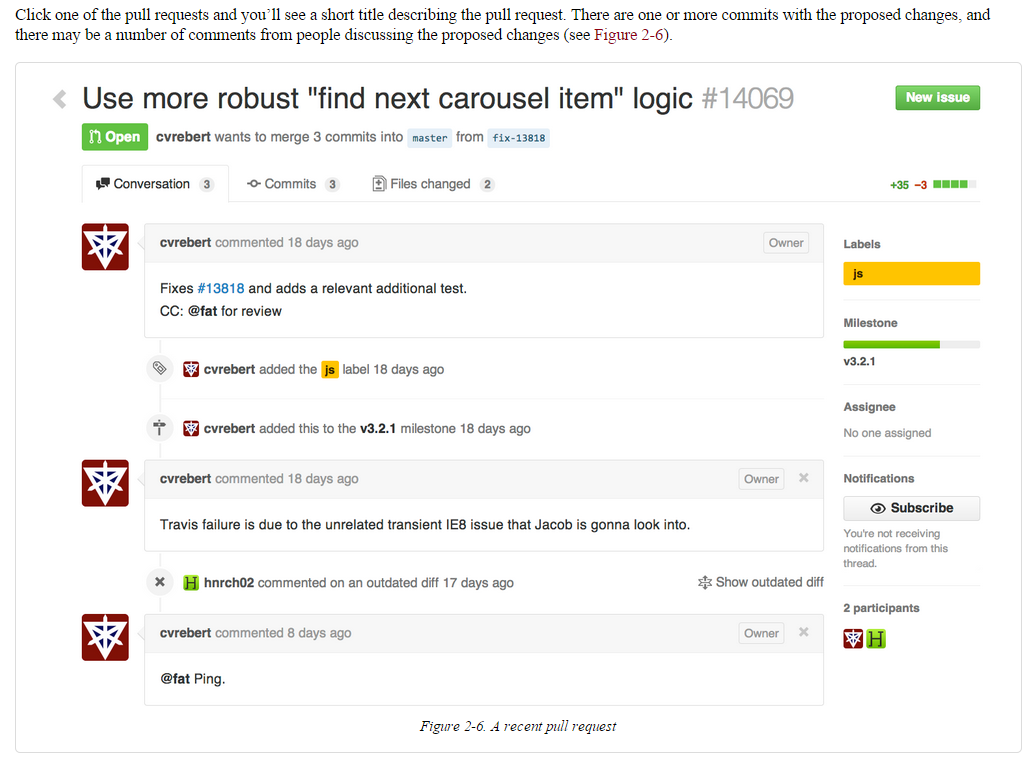 Click one of the pull requests and you’ll see a short title describing the pull request. There are one or more commits with the proposed changes, and
there may be a number of comments from people discussing the proposed changes (see Figure 2-6).
Use more robust "find next carousel item" logic #14069
New issue
Open cvrebert wants to merge 3 commits into master from fix-13818
Conversation 3 Commits 3 Files changed 2
+35 −3
cvrebert commented 18 days ago Owner
Fixes #13818 and adds a relevant additional test.
CC: @fat for review
cvrebert added the js label 18 days ago
cvrebert added this to the v3.2.1 milestone 18 days ago
cvrebert commented 18 days ago Owner
Travis failure is due to the unrelated transient IE8 issue that Jacob is gonna look into.
hnrch02 commented on an outdated diff 17 days ago Show outdated diff
cvrebert commented 8 days ago Owner
@fat Ping.
Labels
js
Milestone
v3.2.1
Assignee
No one assigned
Notifications
Subscribe
You're not receiving
notifications from this
thread.
2 participants
H
Figure 2-6. A recent pull request